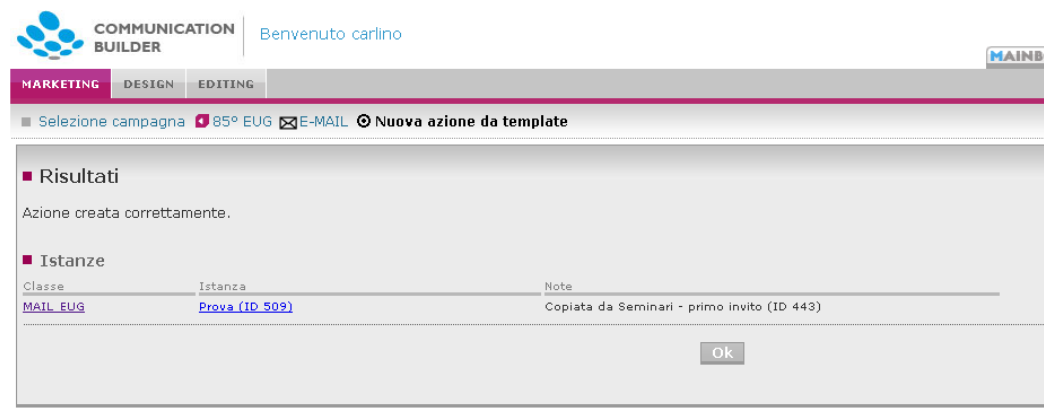 COMMUNICATION
BUILDER
Benvenuto carlino
MAINB
MARKETING DESIGN EDITING
Selezione campagna 85° EUG E-MAIL Nuova azione da template
Risultati
Azione creata correttamente.
Istanze
Classe Istanza Note
MAIL EUG Prova (ID 509) Copiata da Seminari - primo invito (ID 443)
Ok